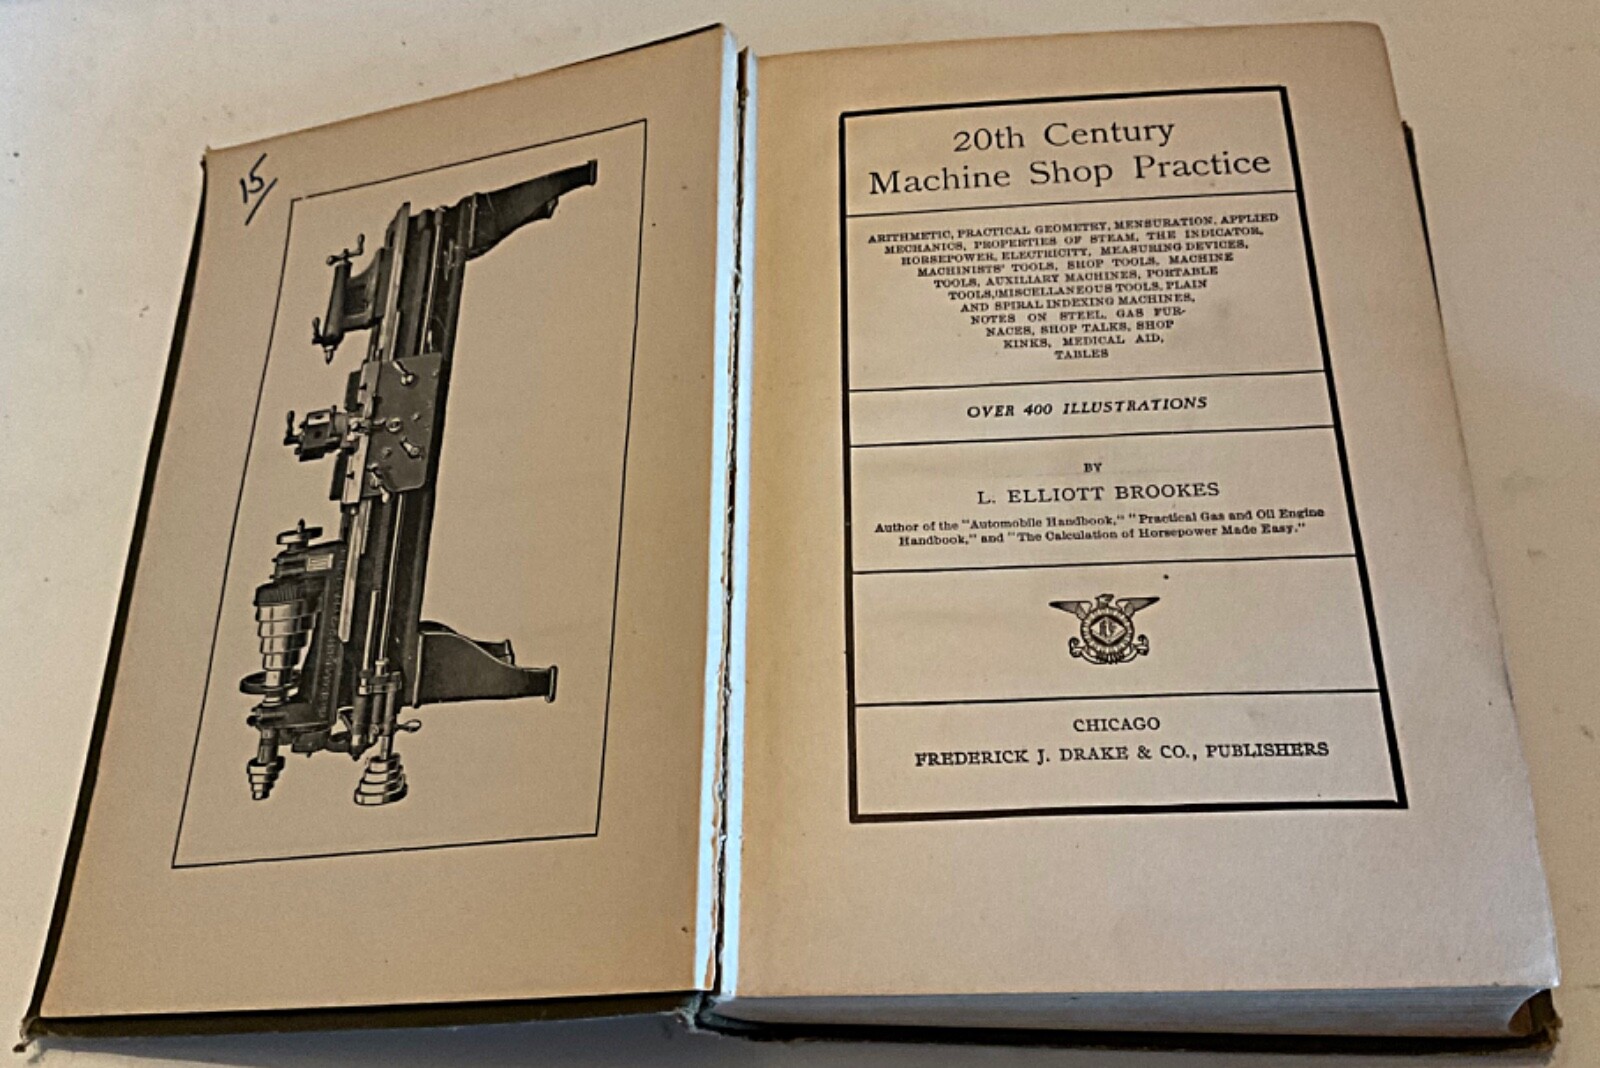 15/
20th Century
Machine Shop Practice
ARITHMETIC, PRACTICAL GEOMETRY, MENSURATION, APPLIED
MECHANICS, PROPERTIES OF STEAM, THE INDICATOR,
HORSEPOWER, ELECTRICITY, MEASURING DEVICES,
MACHINISTS' TOOLS, SHOP TOOLS, MACHINE
TOOLS, AUXILIARY MACHINES, PORTABLE
TOOLS, MISCELLANEOUS TOOLS, PLAIN
AND SPIRAL INDEXING MACHINES,
NOTES ON STEEL, GAS FUR-
NACES, SHOP TALKS, SHOP
KINKS, MEDICAL AID,
TABLES
OVER 400 ILLUSTRATIONS
BY
L. ELLIOTT BROOKES
Author of the "Automobile Handbook," "Practical Gas and Oil Engine
Handbook," and "The Calculation of Horsepower Made Easy."
CHICAGO
FREDERICK J. DRAKE & CO., PUBLISHERS